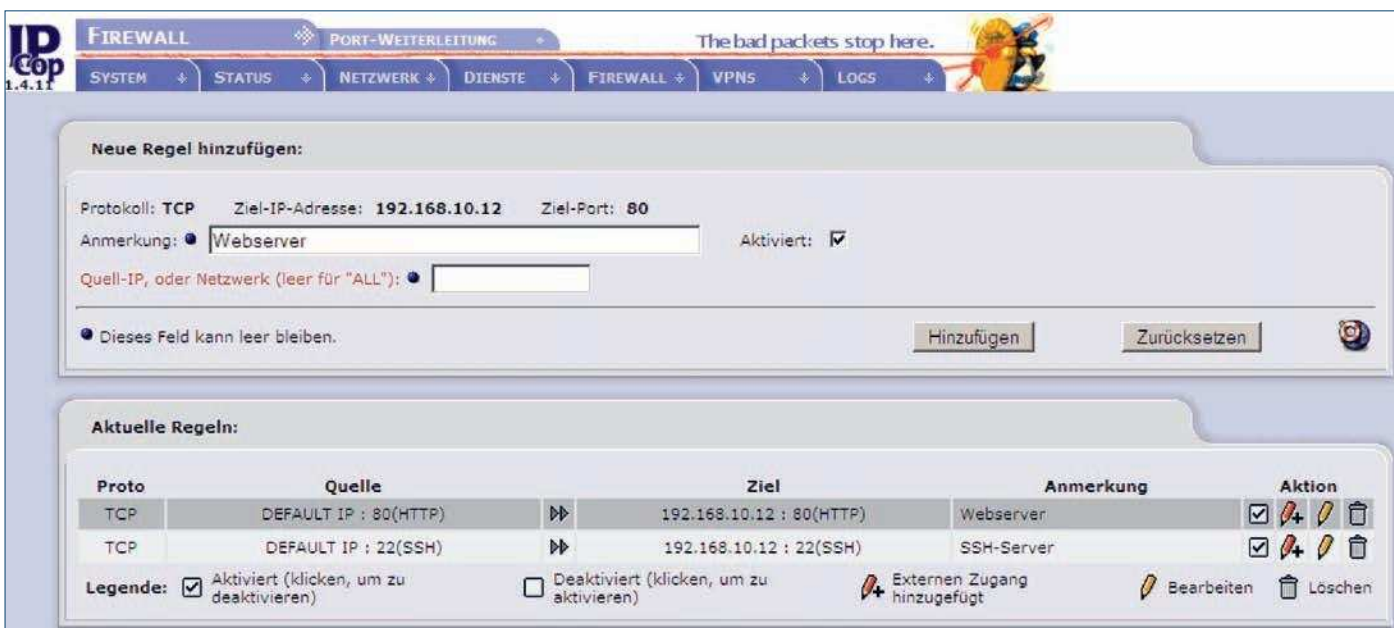 IP
Cop
1.4.11
FIREWALL PORT-WEITERLEITUNG The bad packets stop here.
SYSTEM STATUS NETZWERK DIENSTE FIREWALL VPNS LOGS
Neue Regel hinzufügen:
Protokoll: TCP Ziel-IP-Adresse: 192.168.10.12 Ziel-Port: 80
Anmerkung: Webserver Aktiviert:
Quell-IP, oder Netzwerk (leer für "ALL"):
Dieses Feld kann leer bleiben. Hinzufügen Zurücksetzen
Aktuelle Regeln:
Proto Quelle Ziel Anmerkung Aktion
TCP DEFAULT IP : 80(HTTP) 192.168.10.12 : 80(HTTP) Webserver
TCP DEFAULT IP : 22(SSH) 192.168.10.12 : 22(SSH) SSH-Server
Legende: Aktiviert (klicken, um zu deaktivieren) Deaktiviert (klicken, um zu aktivieren) Externen Zugang hinzugefügt Bearbeiten Löschen